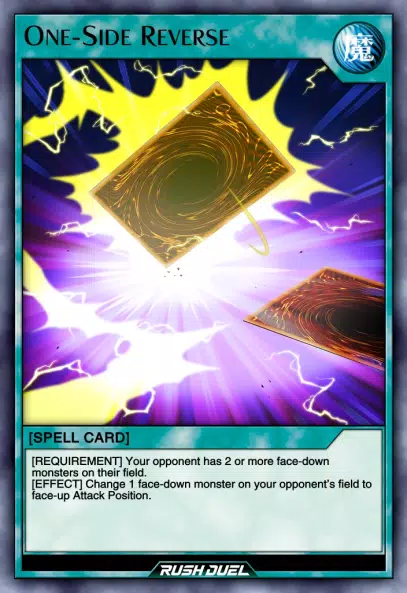 One-Side Reverse
魔
[SPELL CARD]
[REQUIREMENT] Your opponent has 2 or more face-down
monsters on their field.
[EFFECT] Change 1 face-down monster on your opponent's field to
face-up Attack Position.
RUSH DUEL